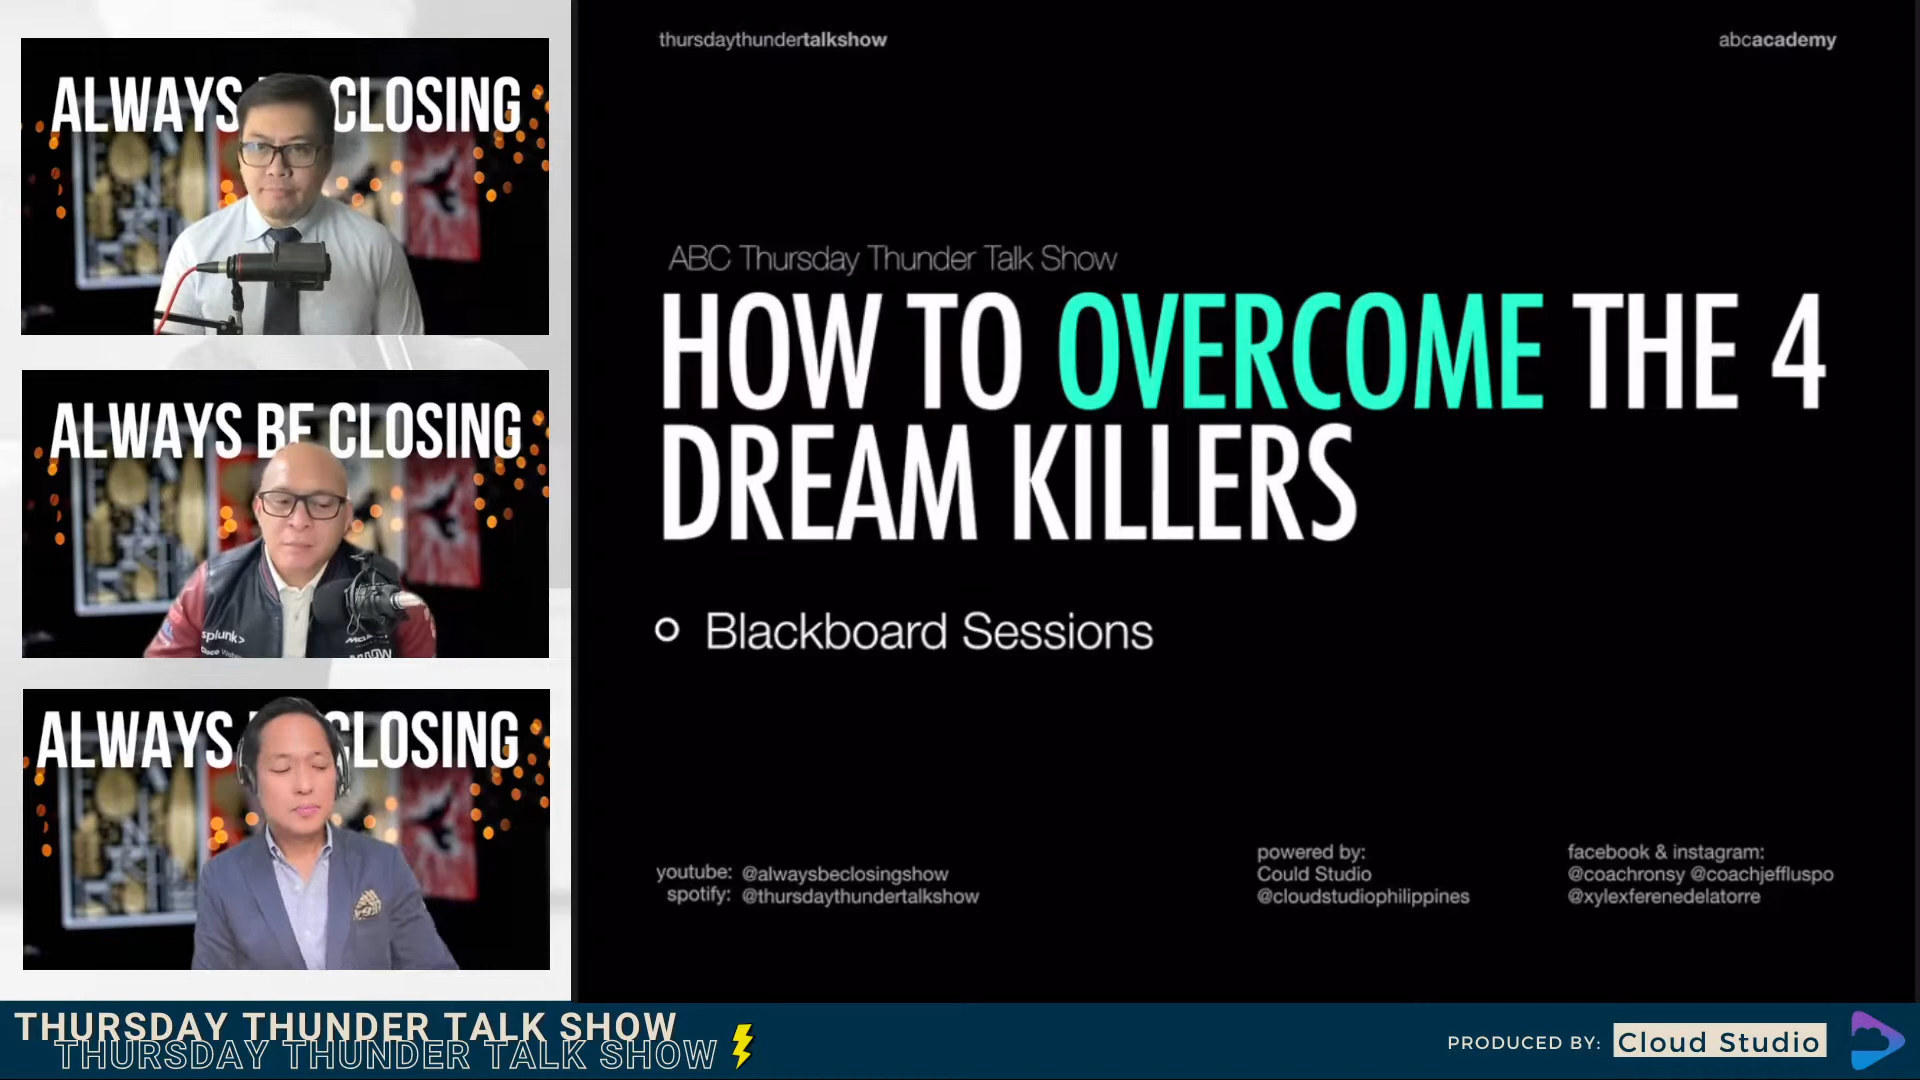 ALWAYS CLOSING
ALWAYS BE CLOSING
splunk>
ALWAYS CLOSING
thursdaythundertalkshow
abcacademy
ABC Thursday Thunder Talk Show
HOW TO OVERCOME THE 4
DREAM KILLERS
Blackboard Sessions
youtube: @alwaysbeclosingshow
spotify: @thursdaythundertalkshow
powered by:
Could Studio
@cloudstudiophilippines
facebook & instagram:
@coachronsy @coachjeffluspo
@xylexferenedelatorre
THURSDAY THUNDER TALK SHOW
THURSDAY THUNDER TALK SHOW
PRODUCED BY: Cloud Studio